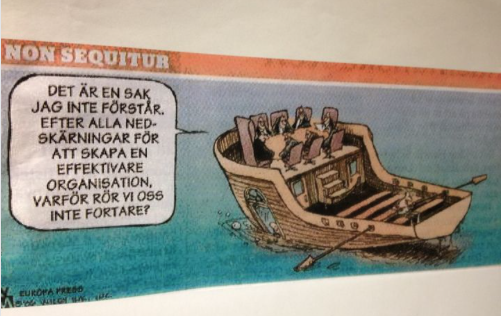 NON SEQUITUR
DET ÄR EN SAK
JAG INTE FÖRSTÅR.
EFTER ALLA NED-
SKÄRNINGAR FÖR
ATT SKAPA EN
EFFEKTIVARE
ORGANISATION,
VARFÖR RÖR VI OSS
INTE FORTARE?
EUROPA PRESS